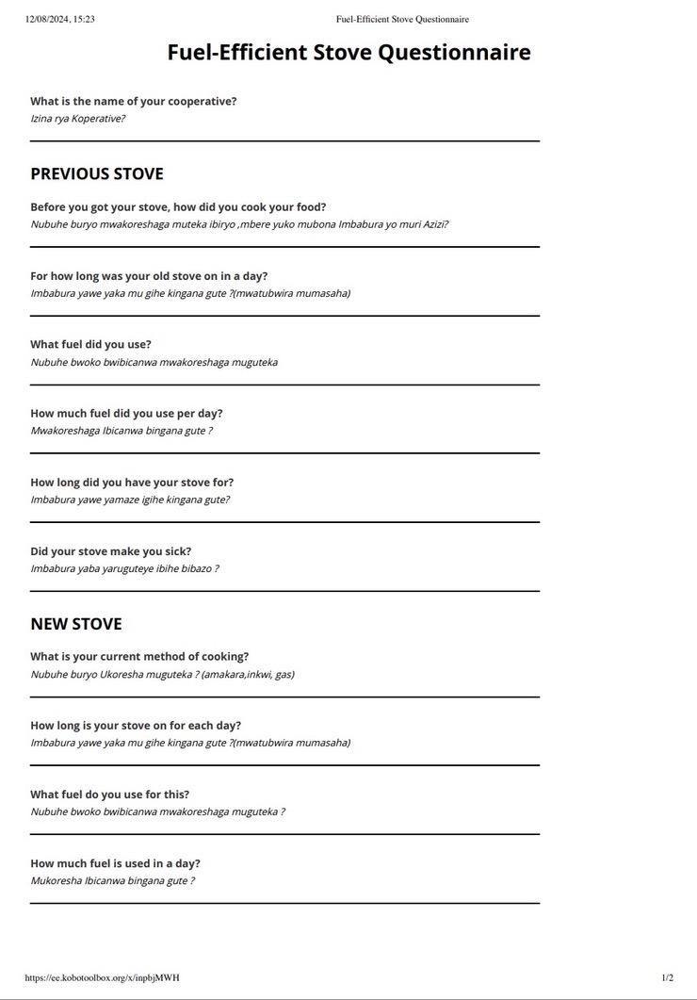 12/08/2024, 15:23
Fuel-Efficient Stove Questionnaire
Fuel-Efficient Stove Questionnaire
What is the name of your cooperative?
Izina rya Koperative?
PREVIOUS STOVE
Before you got your stove, how did you cook your food?
Nubuhe buryo mwakoreshaga muteka ibiryo ,mbere yuko mubona Imbabura yo muri Azizi?
For how long was your old stove on in a day?
Imbabura yawe yaka mu gihe kingana gute ?(mwatubwira mumasaha)
What fuel did you use?
Nubuhe bwoko bwibicanwa mwakoreshaga muguteka
How much fuel did you use per day?
Mwakoreshaga Ibicanwa bingana gute ?
How long did you have your stove for?
Imbabura yawe yamaze igihe kingana gute?
Did your stove make you sick?
Imbabura yaba yaruguteye ibihe bibazo ?
NEW STOVE
What is your current method of cooking?
Nubuhe buryo Ukoresha muguteka ? (amakara,inkwi, gas)
How long is your stove on for each day?
Imbabura yawe yaka mu gihe kingana gute ?(mwatubwira mumasaha)
What fuel do you use for this?
Nubuhe bwoko bwibicanwa mwakoreshaga muguteka ?
How much fuel is used in a day?
Mukoresha Ibicanwa bingana gute ?
https://ee.kobotoolbox.org/x/inpbjMWH
1/2